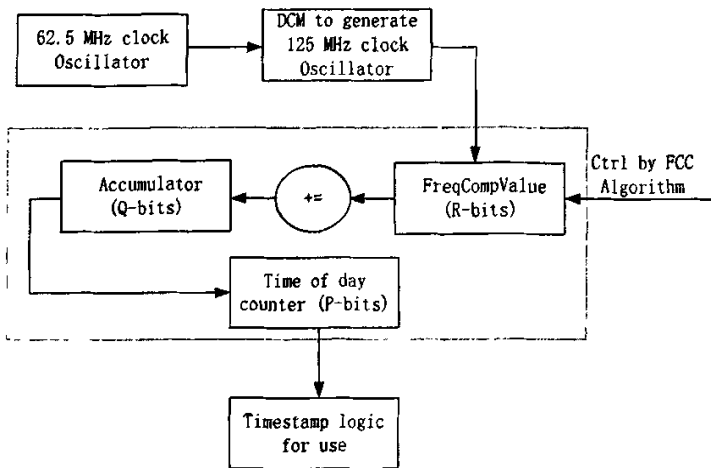 62.5 MHz clock
Oscillator
DCM to generate
125 MHz clock
Oscillator
Ctrl by FCC
Algorithm
Accumulator
(Q-bits)
+=
FreqCompValue
(R-bits)
Time of day
counter (P-bits)
Timestamp logic
for use